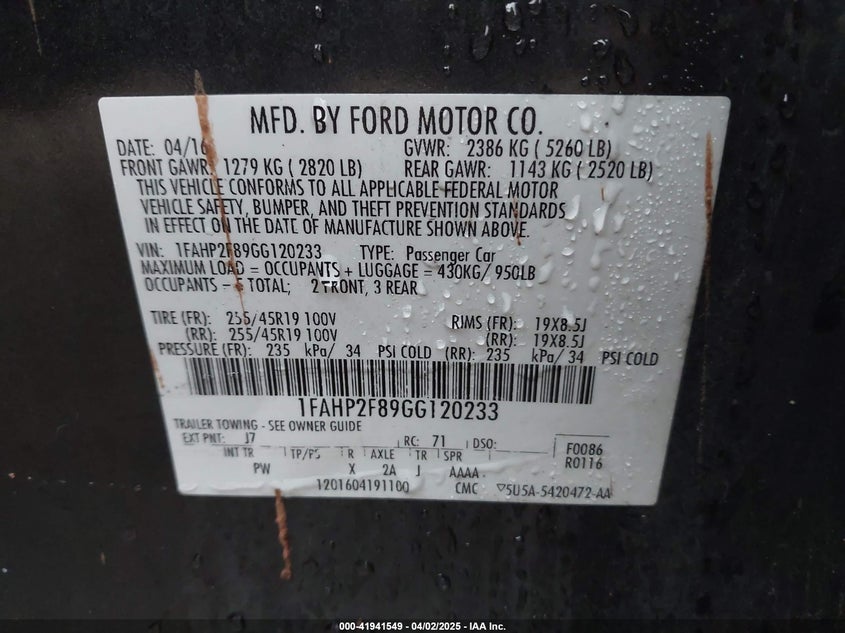 MFD. BY FORD MOTOR CO.
DATE: 04/16 GVWR: 2386 KG ( 5260 LB)
FRONT GAWR: 1279 KG ( 2820 LB) REAR GAWR: 1143 KG ( 2520 LB)
THIS VEHICLE CONFORMS TO ALL APPLICABLE FEDERAL MOTOR
VEHICLE SAFETY, BUMPER, AND THEFT PREVENTION STANDARDS
IN EFFECT ON THE DATE OF MANUFACTURE SHOWN ABOVE.
VIN: 1FAHP2F89GG120233 TYPE: Passenger Car
MAXIMUM LOAD = OCCUPANTS + LUGGAGE = 430KG/ 950LB
OCCUPANTS = 5 TOTAL; 2 FRONT, 3 REAR
TIRE (FR): 255/45R19 100V RIMS (FR): 19X8.5J
(RR): 255/45R19 100V (RR): 19X8.5J
PRESSURE (FR): 235 kPa/ 34 PSI COLD (RR): 235 kPa/ 34 PSI COLD
1FAHP2F89GG120233
TRAILER TOWING - SEE OWNER GUIDE
EXT PNT: J7 RC: 71 DSO: F0086
INT TR TP/PS R AXLE TR SPR R0116
PW X 2A J AAAA
1201604191100 CMC 5U5A-5420472-AA
000-41941549 - 04/02/2025 - IAA Inc.